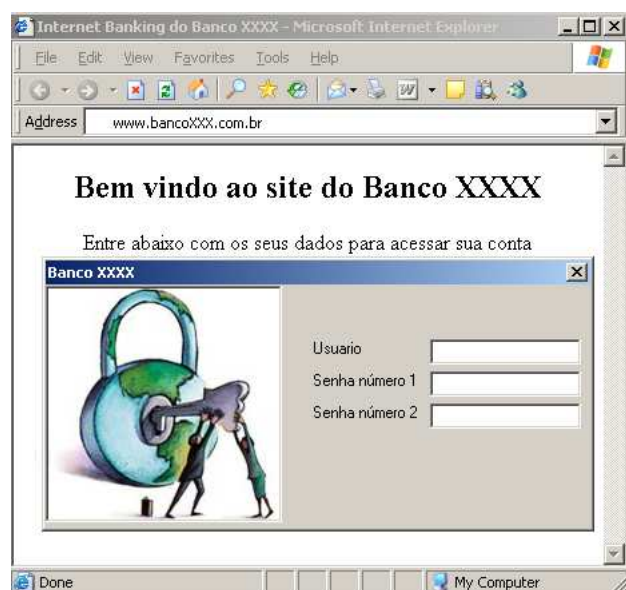 Internet Banking do Banco XXXX - Microsoft Internet Explorer
File Edit View Favorites Tools Help
Address www.bancoXXX.com.br
Bem vindo ao site do Banco XXXX
Entre abaixo com os seus dados para acessar sua conta
Banco XXXX
Usuario
Senha número 1
Senha número 2
Done My Computer